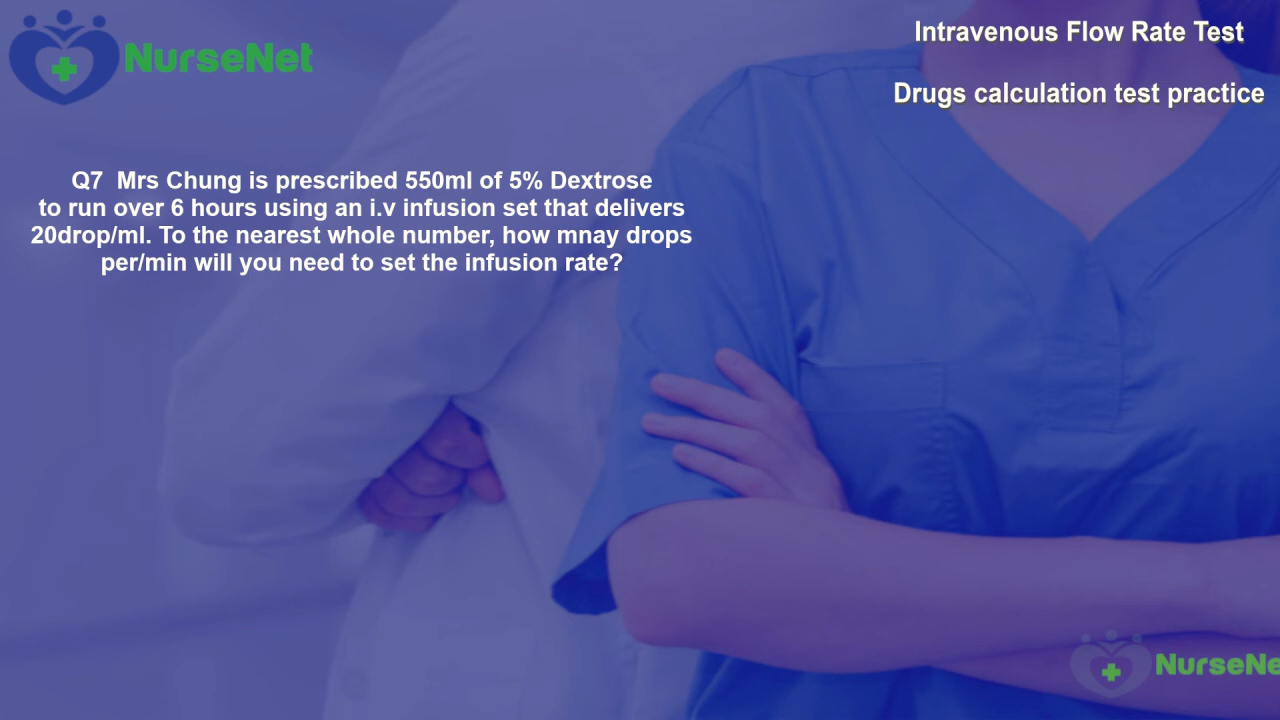 NurseNet
Intravenous Flow Rate Test
Drugs calculation test practice
Q7 Mrs Chung is prescribed 550ml of 5% Dextrose
to run over 6 hours using an i.v infusion set that delivers
20drop/ml. To the nearest whole number, how mnay drops
per/min will you need to set the infusion rate?
NurseNe